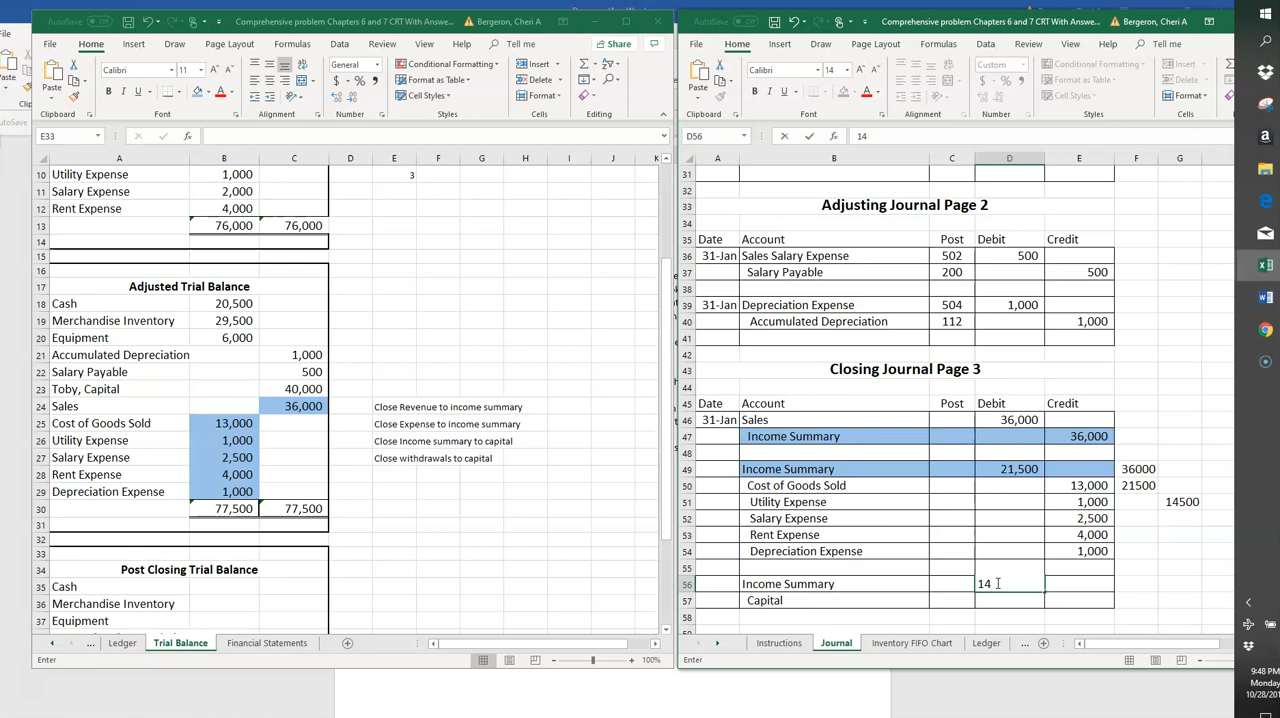 AutoSave
Comprehensive problem Chapters 6 and 7 CRT With Answe...
Bergeron, Cheri A
File
Home
Insert
Draw
Page Layout
Formulas
Data
Review
View
Help
Tell me
Share
Paste
Calibri
11
General
Conditional Formatting
Format as Table
Cell Styles
Insert
Delete
Format
Clipboard
Font
Alignment
Number
Styles
Cells
Editing
E33
A B C D E F G H I J K
10 Utility Expense 1,000 3
11 Salary Expense 2,000
12 Rent Expense 4,000
13 76,000 76,000
14
15
16
17 Adjusted Trial Balance
18 Cash 20,500
19 Merchandise Inventory 29,500
20 Equipment 6,000
21 Accumulated Depreciation 1,000
22 Salary Payable 500
23 Toby, Capital 40,000
24 Sales 36,000 Close Revenue to income summary
25 Cost of Goods Sold 13,000 Close Expense to income summary
26 Utility Expense 1,000 Close Income summary to capital
27 Salary Expense 2,500 Close withdrawals to capital
28 Rent Expense 4,000
29 Depreciation Expense 1,000
30 77,500 77,500
31
32
33
34 Post Closing Trial Balance
35 Cash
36 Merchandise Inventory
37 Equipment
... Ledger Trial Balance Financial Statements
Enter
100%
AutoSave Off
Comprehensive problem Chapters 6 and 7 CRT With Answe...
Bergeron, Cheri A
File
Home
Insert
Draw
Page Layout
Formulas
Data
Review
View
Help
Tell me
Paste
Calibri
14
Custom
Conditional Formatting
Format as Table
Cell Styles
Insert
Delete
Format
Clipboard
Font
Alignment
Number
Styles
Cells
D56
14
A B C D E F G
31
32
33 Adjusting Journal Page 2
34
35 Date Account Post Debit Credit
36 31-Jan Sales Salary Expense 502 500
37 Salary Payable 200 500
38
39 31-Jan Depreciation Expense 504 1,000
40 Accumulated Depreciation 112 1,000
41
42
43 Closing Journal Page 3
44
45 Date Account Post Debit Credit
46 31-Jan Sales 36,000
47 Income Summary 36,000
48
49 Income Summary 21,500 36000
50 Cost of Goods Sold 13,000 21500
51 Utility Expense 1,000 14500
52 Salary Expense 2,500
53 Rent Expense 4,000
54 Depreciation Expense 1,000
55
56 Income Summary 14
57 Capital
58
Instructions Journal Inventory FIFO Chart Ledger ...
Enter
9:48 PM
Monday
10/28/201